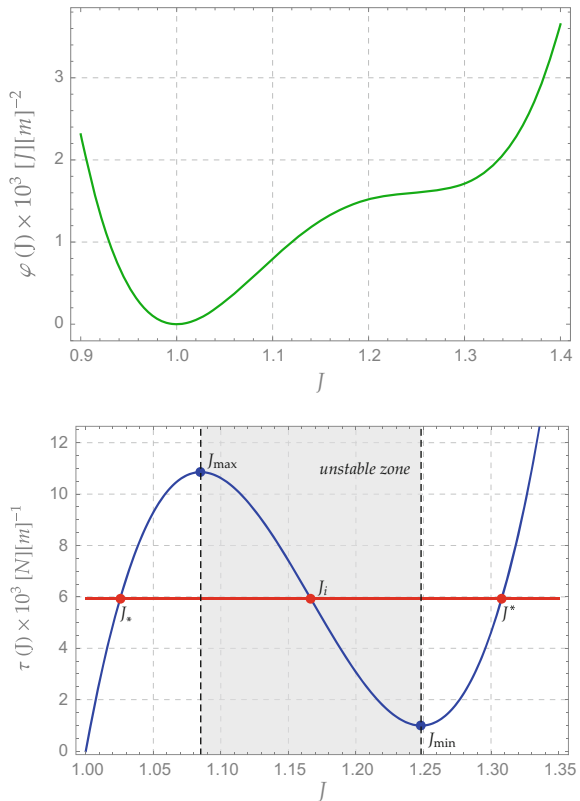 3
2
1
0
φ (J) × 10³ [J][m]⁻²
0.9 1.0 1.1 1.2 1.3 1.4
J
12
10
8
6
4
2
0
τ (J) × 10³ [N][m]⁻¹
J_max
unstable zone
J_i
J_*
J^*
J_min
1.00 1.05 1.10 1.15 1.20 1.25 1.30 1.35
J